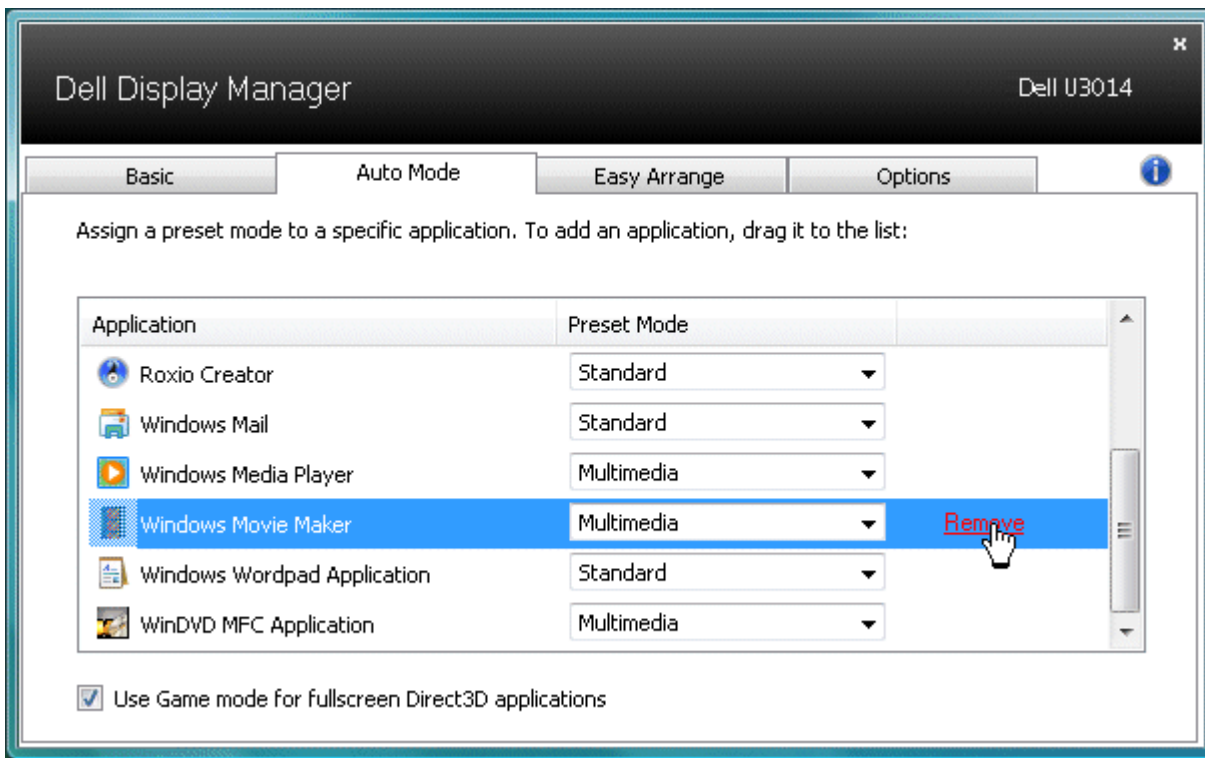 Dell Display Manager Dell U3014
Basic Auto Mode Easy Arrange Options
Assign a preset mode to a specific application. To add an application, drag it to the list:
Application Preset Mode
Roxio Creator Standard
Windows Mail Standard
Windows Media Player Multimedia
Windows Movie Maker Multimedia Remove
Windows Wordpad Application Standard
WinDVD MFC Application Multimedia
Use Game mode for fullscreen Direct3D applications